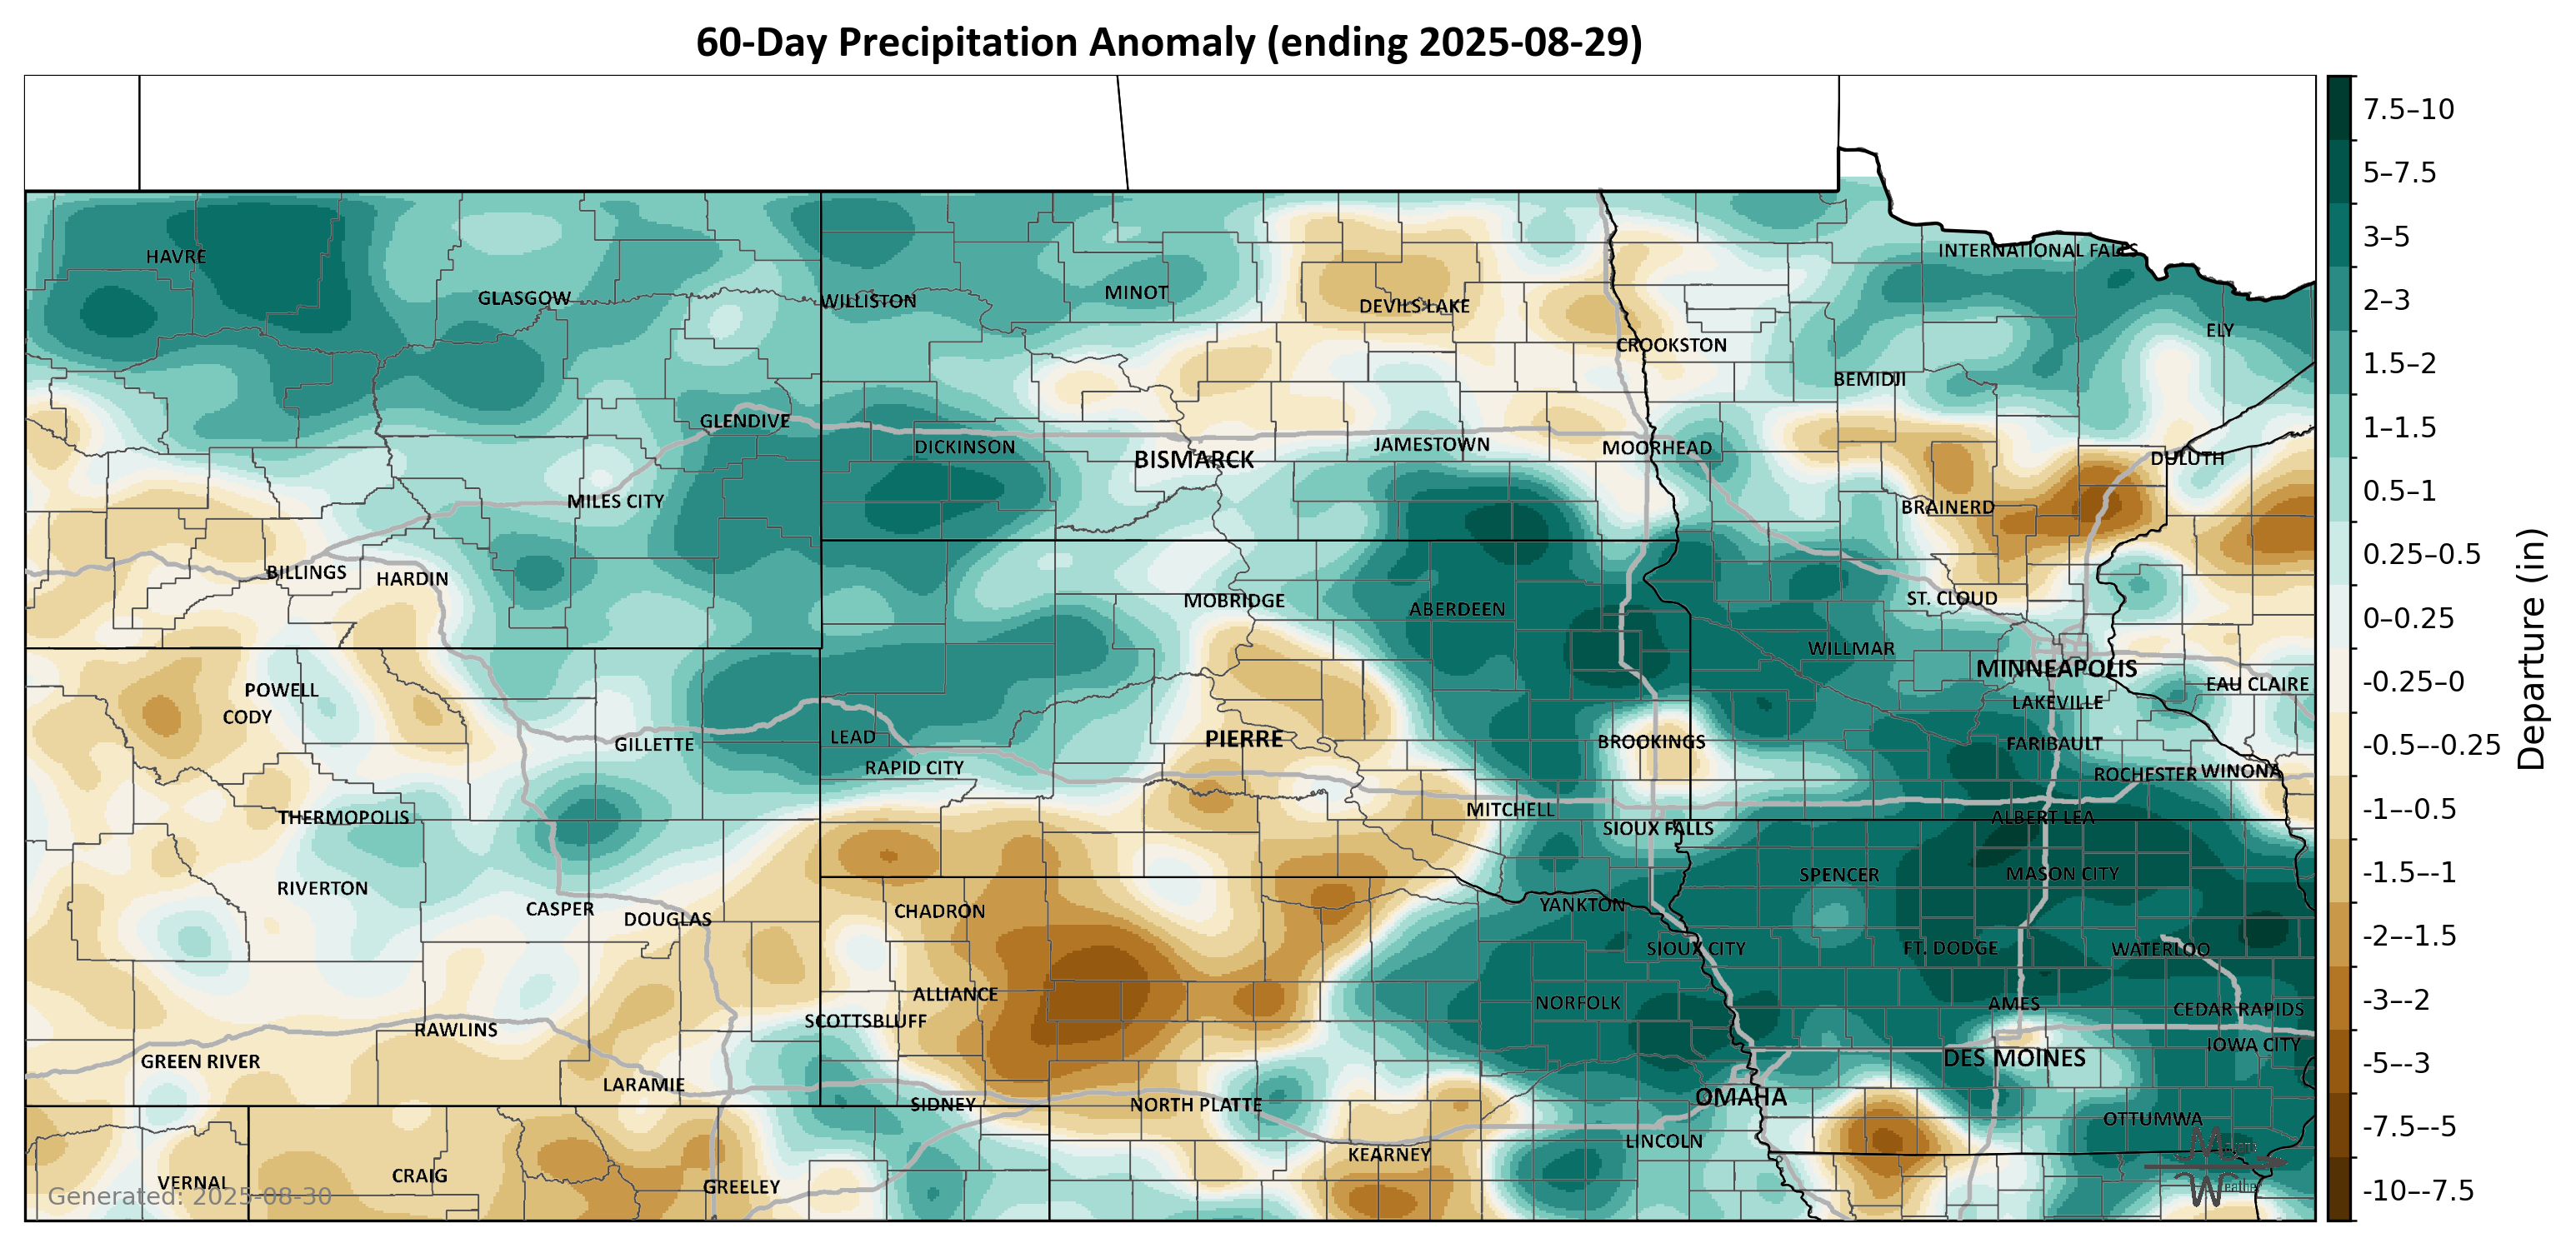 60-Day Precipitation Anomaly (ending 2025-08-29)
7.5–10
5–7.5
3–5
2–3
1.5–2
1–1.5
0.5–1
0.25–0.5
0–0.25
-0.25–0
-0.5–-0.25
-1–-0.5
-1.5–-1
-2–-1.5
-3–-2
-5–-3
-7.5–-5
-10–-7.5
Departure (in)
HAVRE
GLASGOW
WILLISTON
MINOT
DEVILS LAKE
INTERNATIONAL FALLS
ELY
CROOKSTON
BEMIDJI
GLENDIVE
DICKINSON
BISMARCK
JAMESTOWN
MOORHEAD
DULUTH
MILES CITY
BRAINERD
BILLINGS
HARDIN
MOBRIDGE
ABERDEEN
ST. CLOUD
WILLMAR
MINNEAPOLIS
POWELL
CODY
EAU CLAIRE
LAKEVILLE
GILLETTE
LEAD
PIERRE
BROOKINGS
FARIBAULT
RAPID CITY
ROCHESTER
WINONA
THERMOPOLIS
MITCHELL
ALBERT LEA
SIOUX FALLS
RIVERTON
CASPER
DOUGLAS
CHADRON
YANKTON
SPENCER
MASON CITY
SIOUX CITY
FT. DODGE
WATERLOO
ALLIANCE
NORFOLK
AMES
CEDAR RAPIDS
SCOTTSBLUFF
RAWLINS
IOWA CITY
GREEN RIVER
DES MOINES
LARAMIE
SIDNEY
NORTH PLATTE
OMAHA
OTTUMWA
LINCOLN
KEARNEY
VERNAL
CRAIG
GREELEY
Generated: 2025-08-30